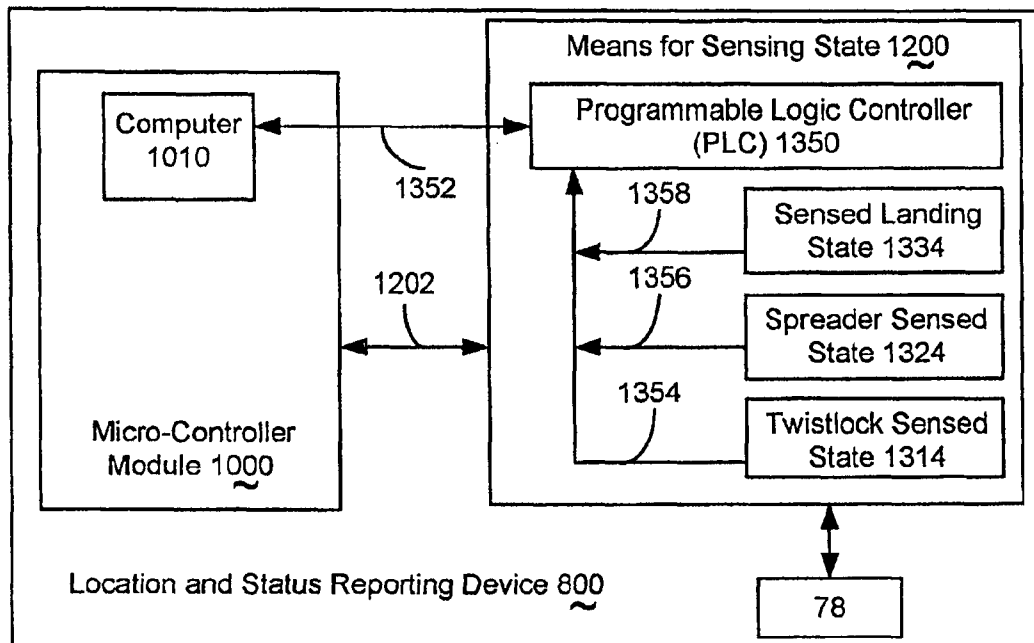 Means for Sensing State 1200
Computer
1010
Programmable Logic Controller
(PLC) 1350
1352
1358
Sensed Landing
State 1334
1202
1356
Spreader Sensed
State 1324
1354
Twistlock Sensed
State 1314
Micro-Controller
Module 1000
Location and Status Reporting Device 800
78